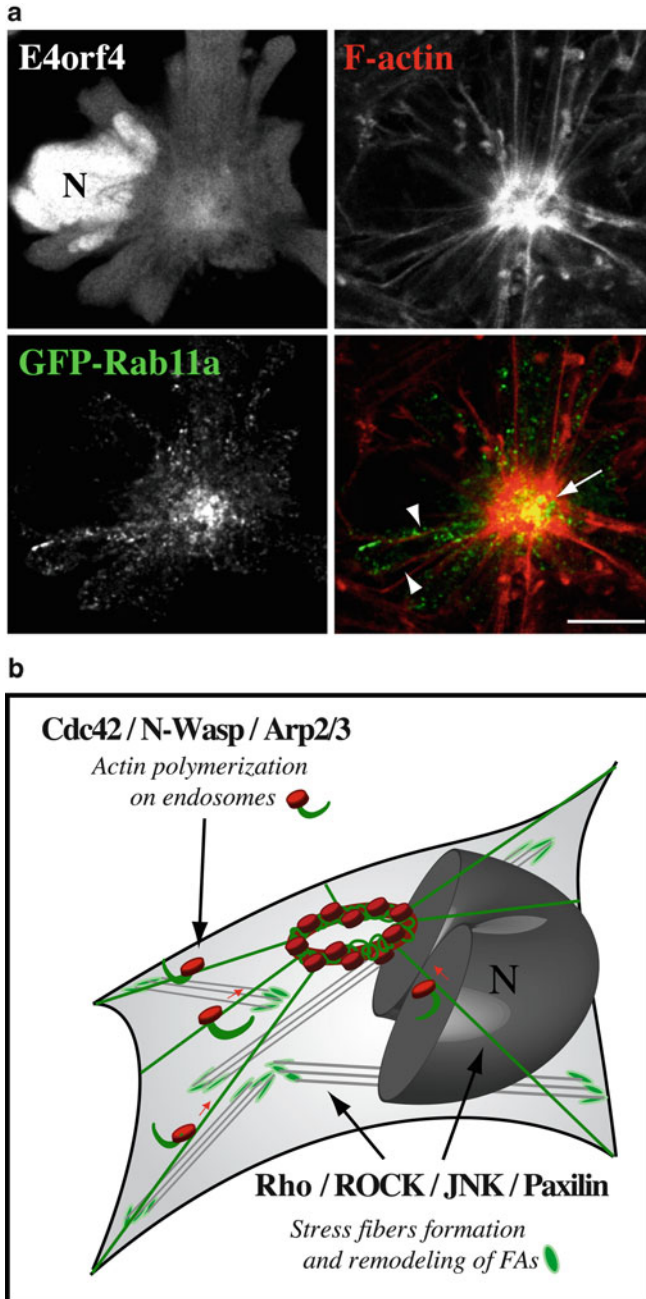 a
E4orf4
F-actin
N
GFP-Rab11a
b
Cdc42 / N-Wasp / Arp2/3
Actin polymerization
on endosomes
N
Rho / ROCK / JNK / Paxilin
Stress fibers formation
and remodeling of FAs